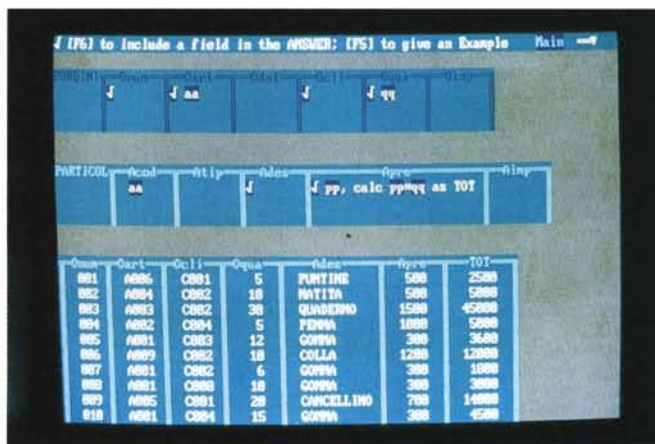 √ [F6] to include a field in the ANSWER; [F5] to give an Example Main
Onum Oart Odat Ocli Oqua
√ √ aa √ √ qq
PARTICOL Acod Atip Ades Apre
aa √ √ pp, calc pp*qq as TOT
Onum Oart Ocli Oqua Ades Apre TOT
001 A006 C001 5 PUNTINE 500 2500
002 A004 C002 10 MATITA 500 5000
003 A003 C002 30 QUADERNO 1500 45000
004 A002 C004 5 PENNA 1000 5000
005 A001 C003 12 GOMMA 300 3600
006 A009 C002 10 COLLA 1200 12000
007 A001 C002 6 GOMMA 300 1800
008 A001 C008 10 GOMMA 300 3000
009 A005 C001 20 CANCELLINO 700 14000
010 A001 C004 15 GOMMA 300 4500